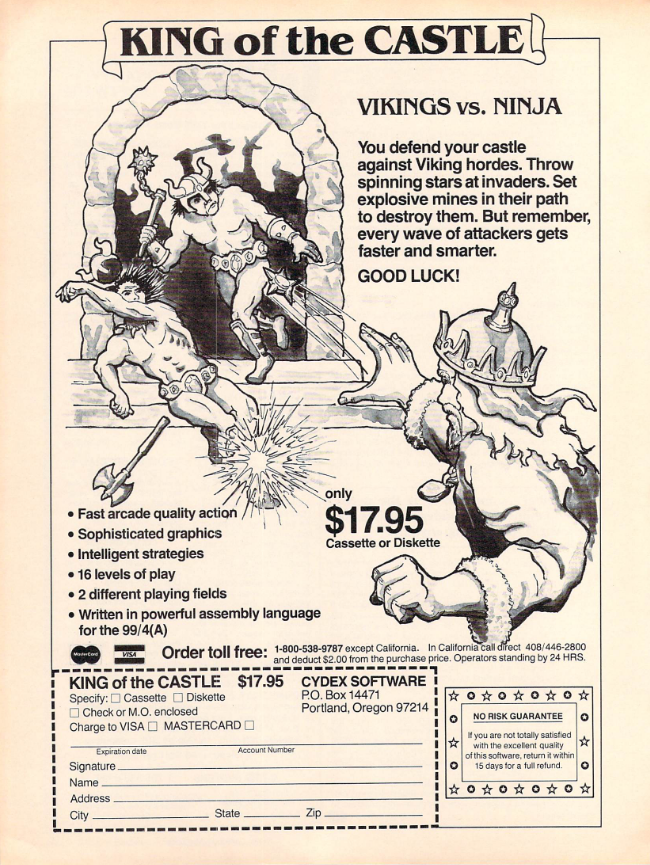 KING of the CASTLE
VIKINGS vs. NINJA
You defend your castle
against Viking hordes. Throw
spinning stars at invaders. Set
explosive mines in their path
to destroy them. But remember,
every wave of attackers gets
faster and smarter.
GOOD LUCK!
• Fast arcade quality action
• Sophisticated graphics
• Intelligent strategies
• 16 levels of play
• 2 different playing fields
• Written in powerful assembly language
for the 99/4(A)
only
$17.95
Cassette or Diskette
MasterCard
VISA
Order toll free: 1-800-538-9787 except California. In California call direct 408/446-2800
and deduct $2.00 from the purchase price. Operators standing by 24 HRS.
KING of the CASTLE $17.95
Specify: □ Cassette □ Diskette
□ Check or M.O. enclosed
Charge to VISA □ MASTERCARD □
CYDEX SOFTWARE
P.O. Box 14471
Portland, Oregon 97214
Expiration date Account Number
Signature
Name
Address
City State Zip
NO RISK GUARANTEE
If you are not totally satisfied
with the excellent quality
of this software, return it within
15 days for a full refund.